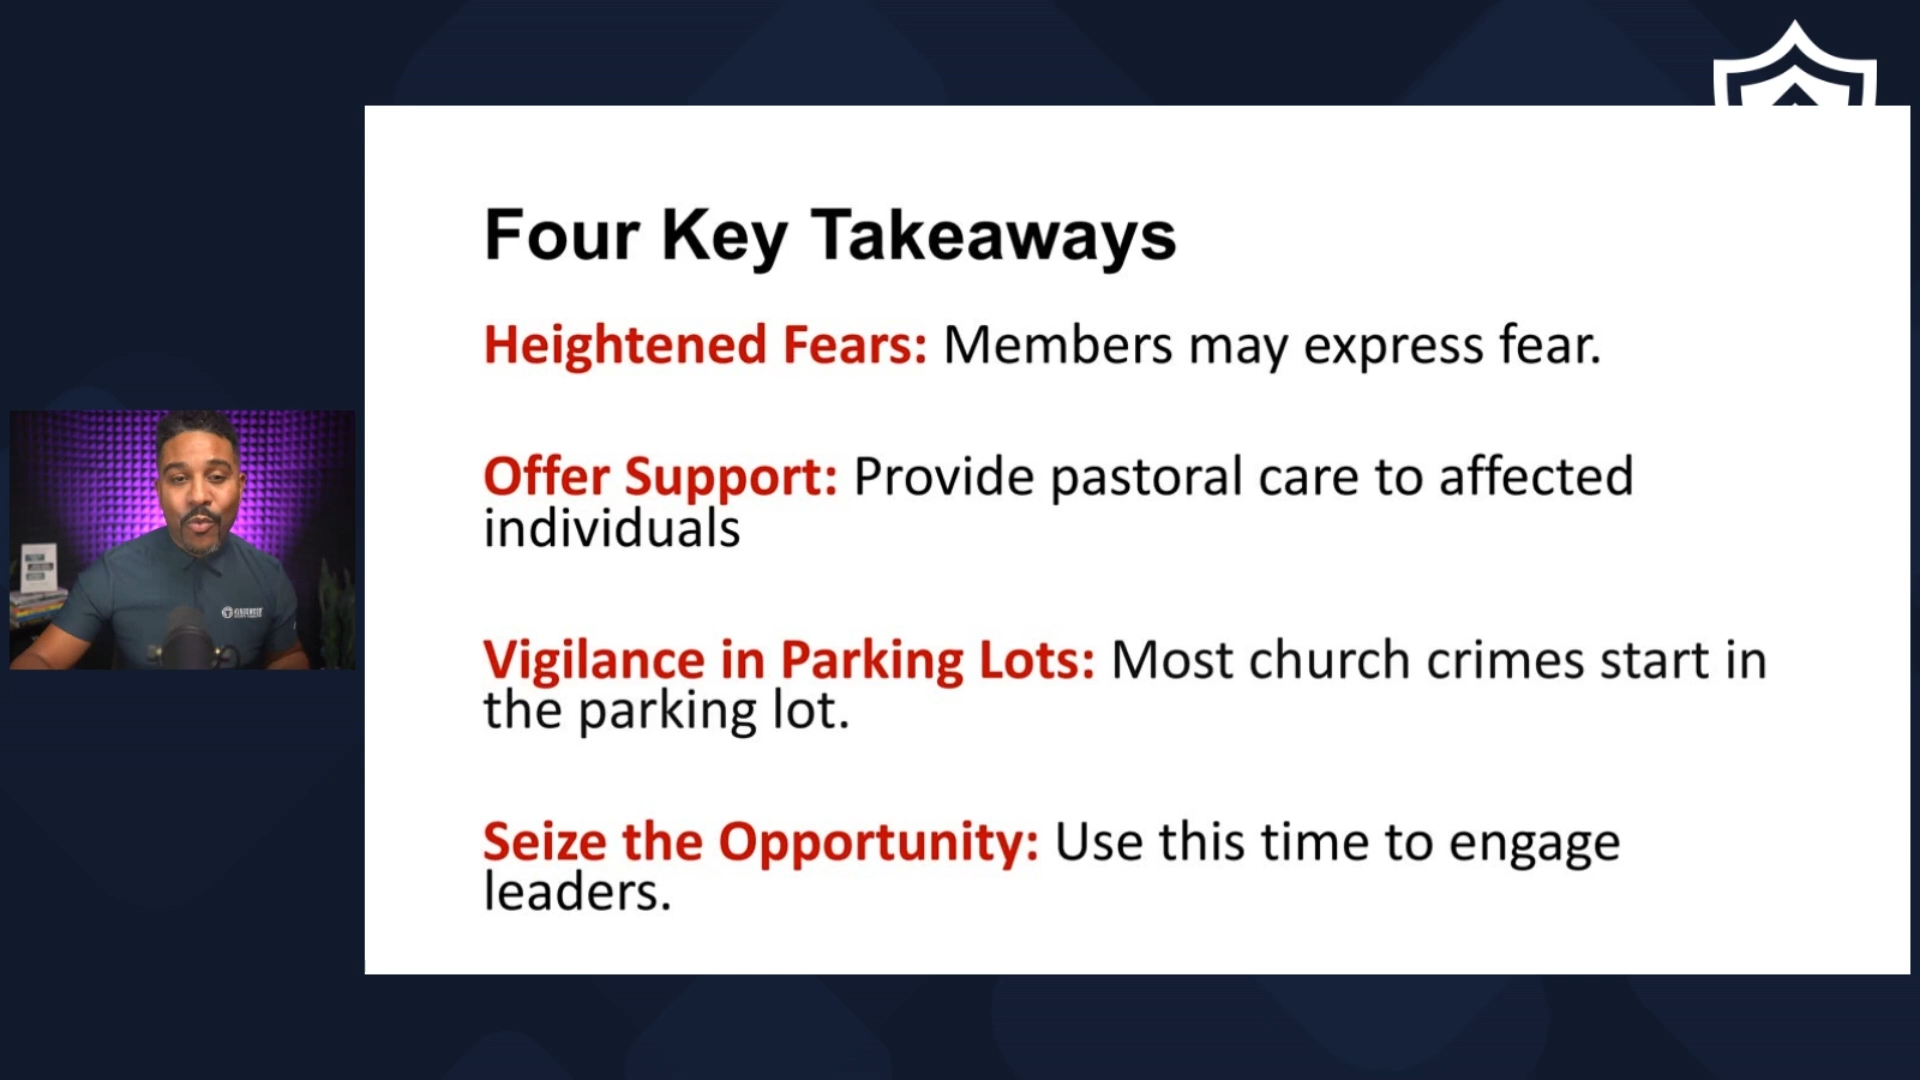 Four Key Takeaways
Heightened Fears: Members may express fear.
Offer Support: Provide pastoral care to affected
individuals
Vigilance in Parking Lots: Most church crimes start in
the parking lot.
Seize the Opportunity: Use this time to engage
leaders.